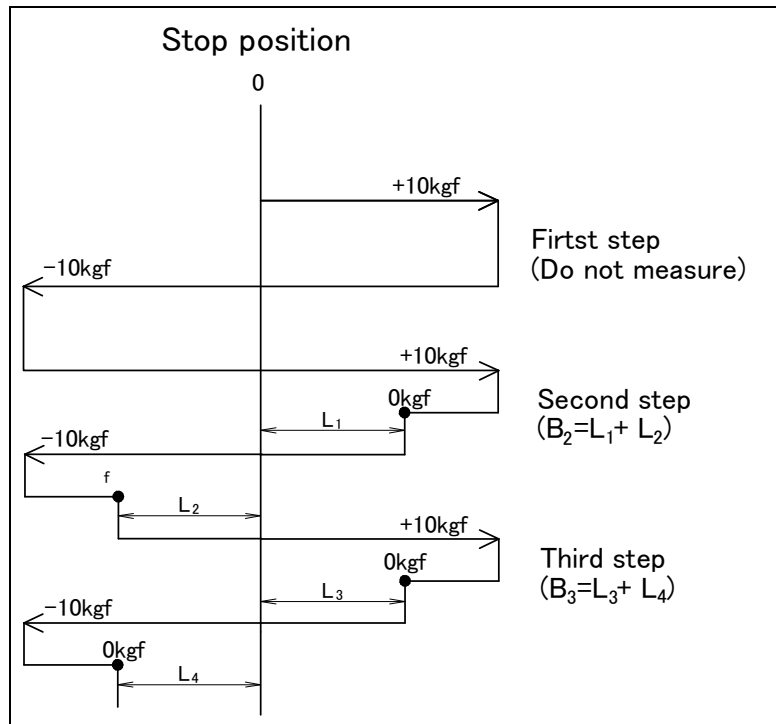 Stop position
0
+10kgf
Firtst step
(Do not measure)
−10kgf
+10kgf
0kgf
Second step
(B₂=L₁+ L₂)
L₁
−10kgf
f
L₂
+10kgf
0kgf
Third step
(B₃=L₃+ L₄)
L₃
−10kgf
0kgf
L₄